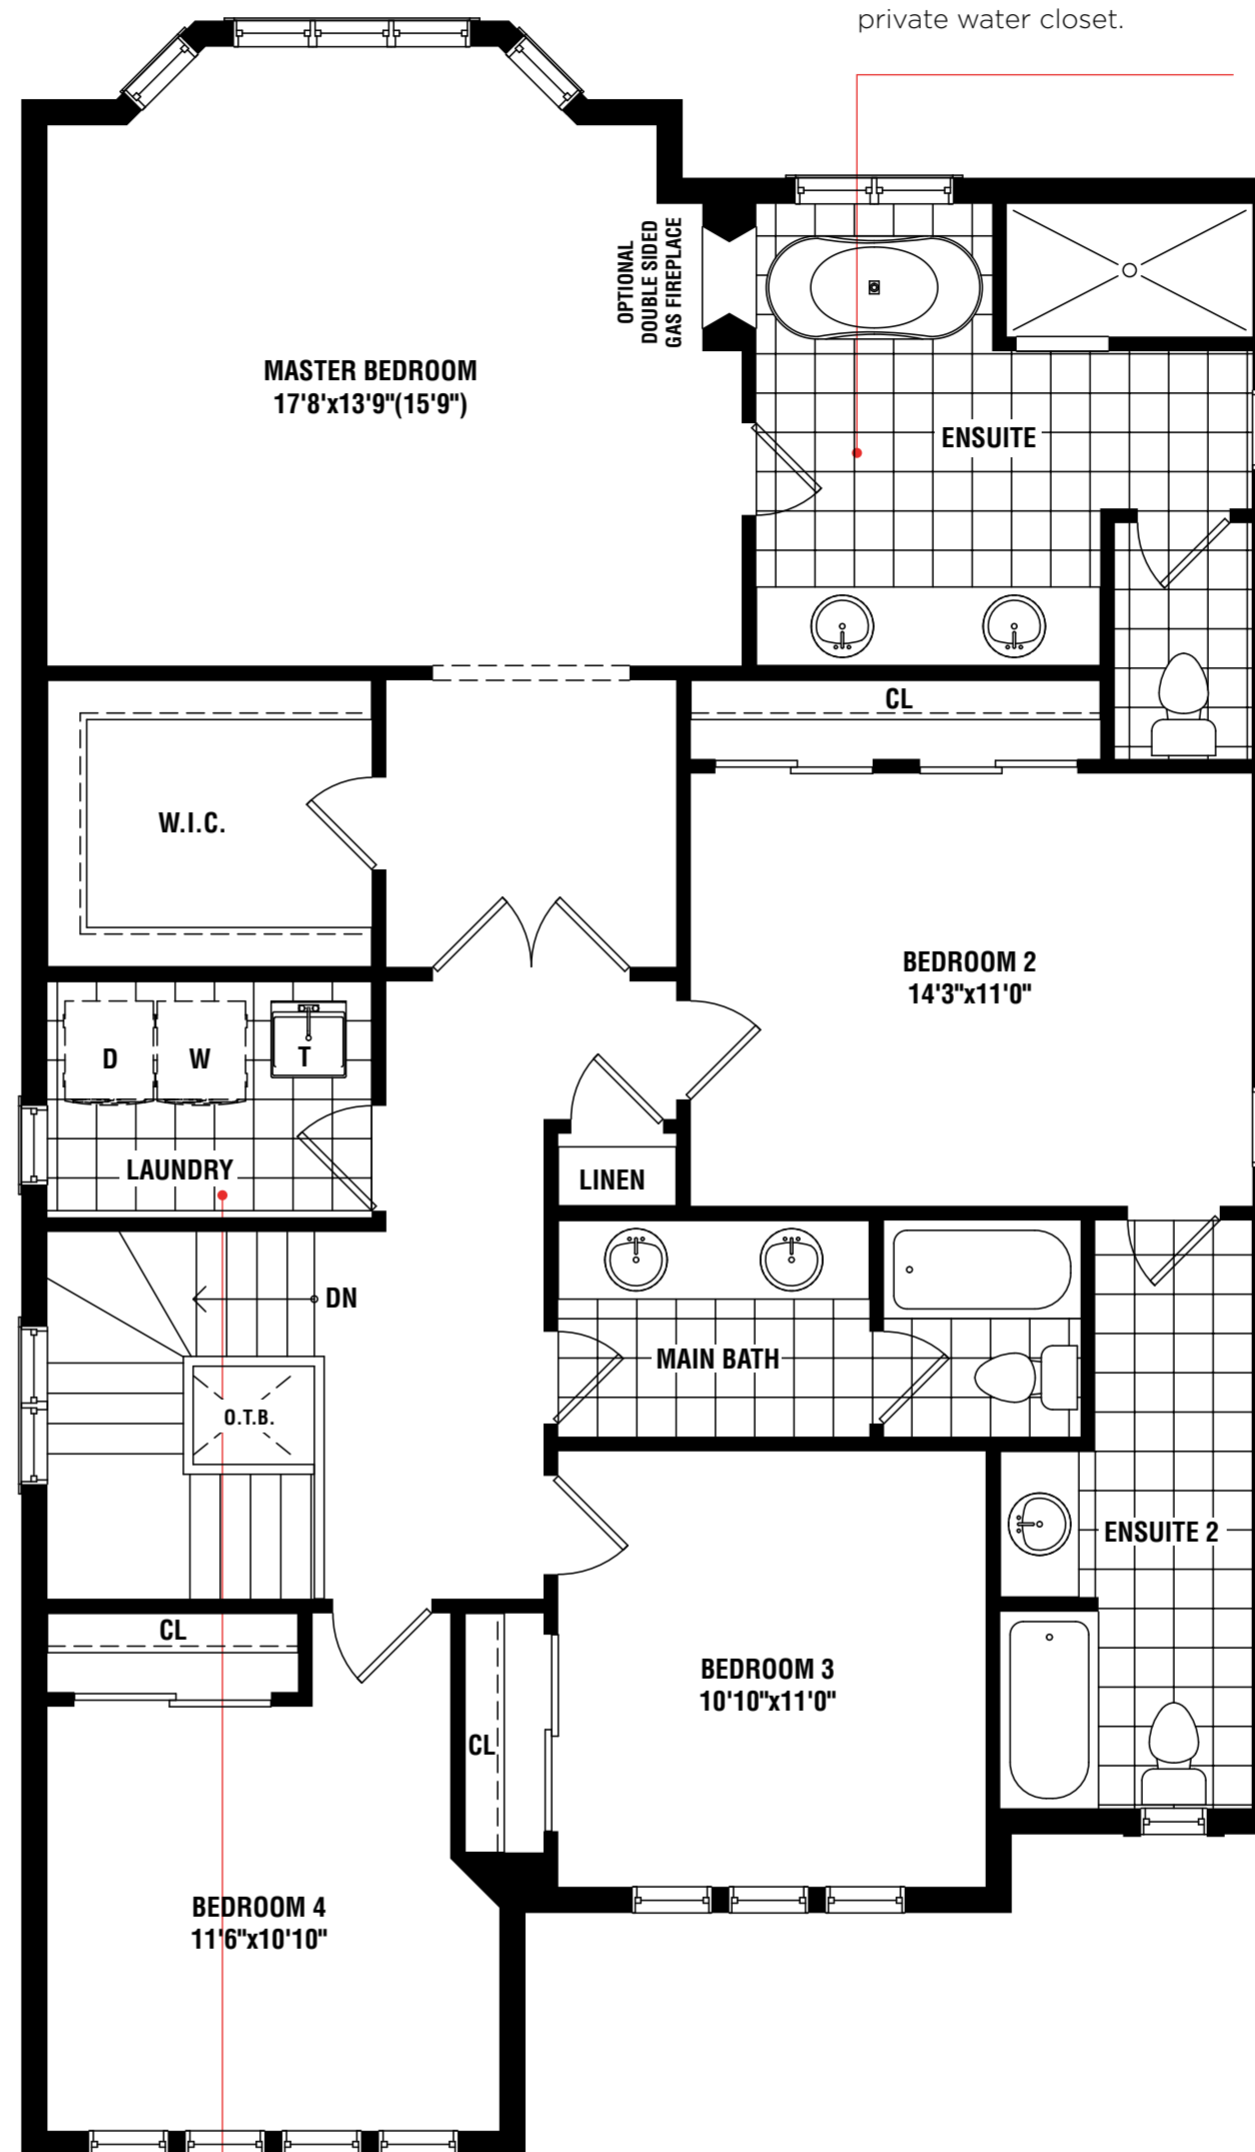 private water closet.
OPTIONAL
DOUBLE SIDED
GAS FIREPLACE
MASTER BEDROOM
17'8'x13'9"(15'9")
ENSUITE
CL
W.I.C.
BEDROOM 2
14'3"x11'0"
D
W
T
LAUNDRY
LINEN
DN
MAIN BATH
O.T.B.
ENSUITE 2
CL
BEDROOM 3
10'10"x11'0"
CL
BEDROOM 4
11'6"x10'10"